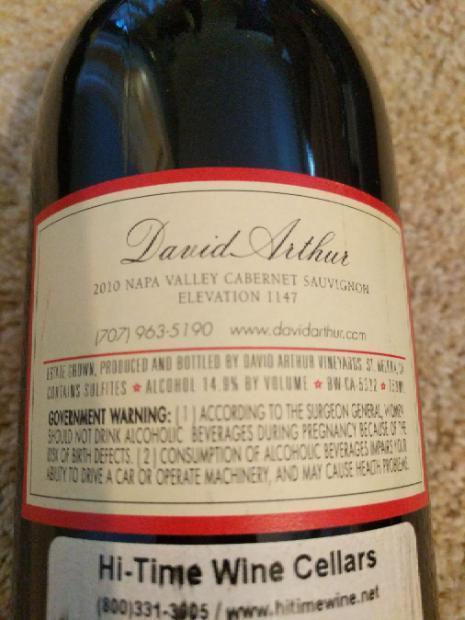 David Arthur
2010 NAPA VALLEY CABERNET SAUVIGNON
ELEVATION 1147
(707) 963-5190 www.davidarthur.com
ESTATE GROWN, PRODUCED AND BOTTLED BY DAVID ARTHUR VINEYARDS ST. HELENA, CA
CONTAINS SULFITES ★ ALCOHOL 14.9% BY VOLUME ★ BW-CA-5312 ★
GOVERNMENT WARNING: (1) ACCORDING TO THE SURGEON GENERAL, WOMEN
SHOULD NOT DRINK ALCOHOLIC BEVERAGES DURING PREGNANCY BECAUSE OF THE
RISK OF BIRTH DEFECTS. (2) CONSUMPTION OF ALCOHOLIC BEVERAGES IMPAIRS YOUR
ABILITY TO DRIVE A CAR OR OPERATE MACHINERY, AND MAY CAUSE HEALTH PROBLEMS.
Hi-Time Wine Cellars
(800)331-3005 / www.hitimewine.net